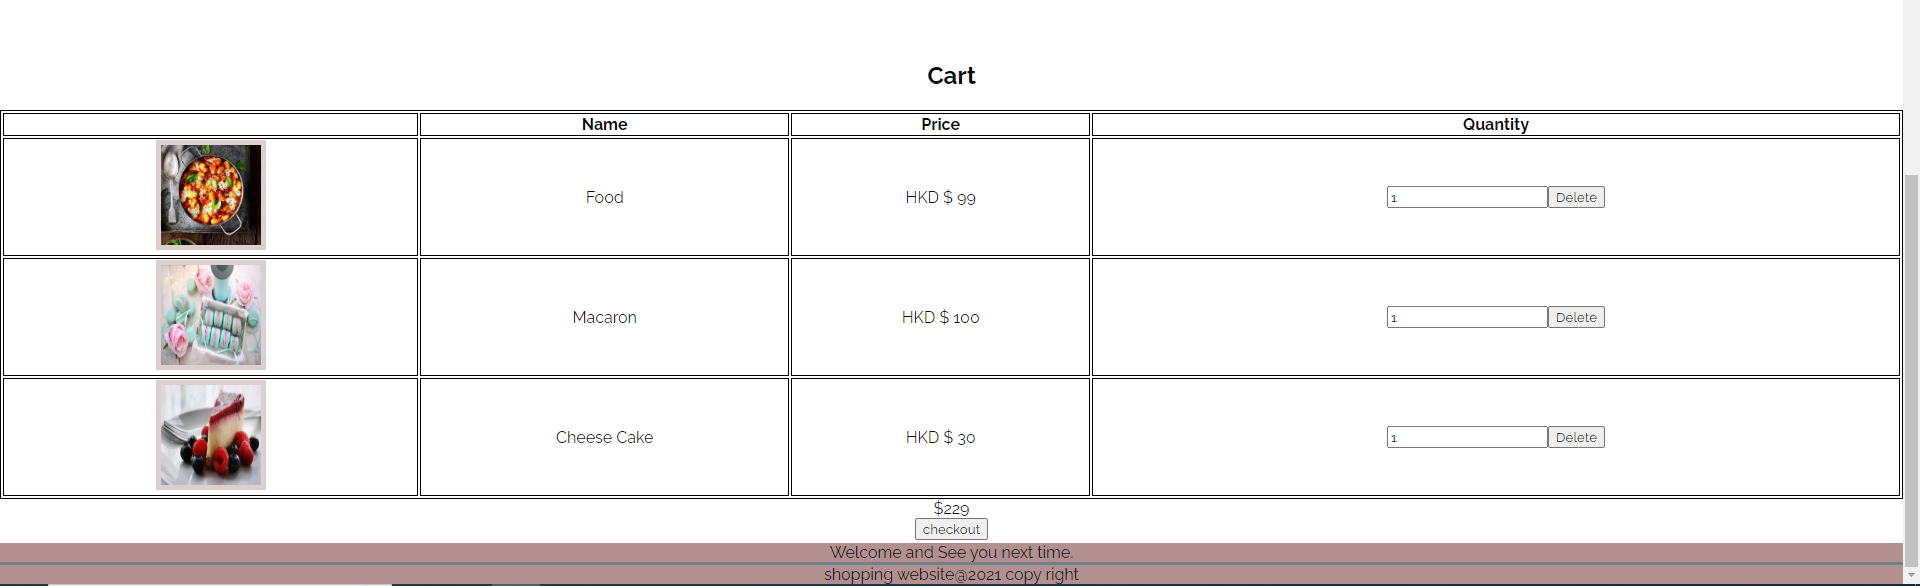 Cart
Name Price Quantity
Food HKD $ 99 1 Delete
Macaron HKD $ 100 1 Delete
Cheese Cake HKD $ 30 1 Delete
$229
checkout
Welcome and See you next time.
shopping website@2021 copy right